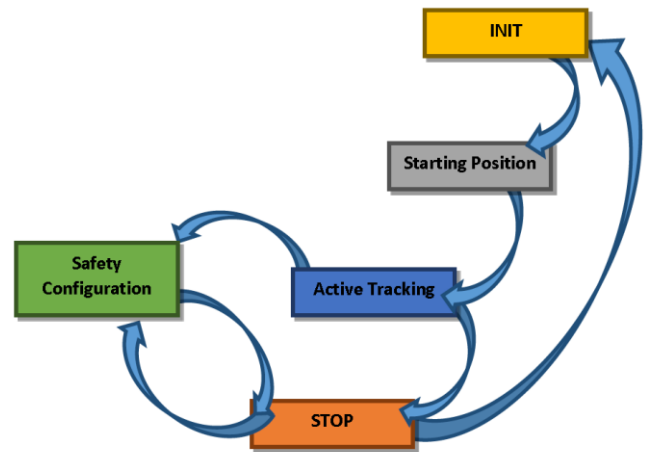 INIT
Starting Position
Safety
Configuration
Active Tracking
STOP